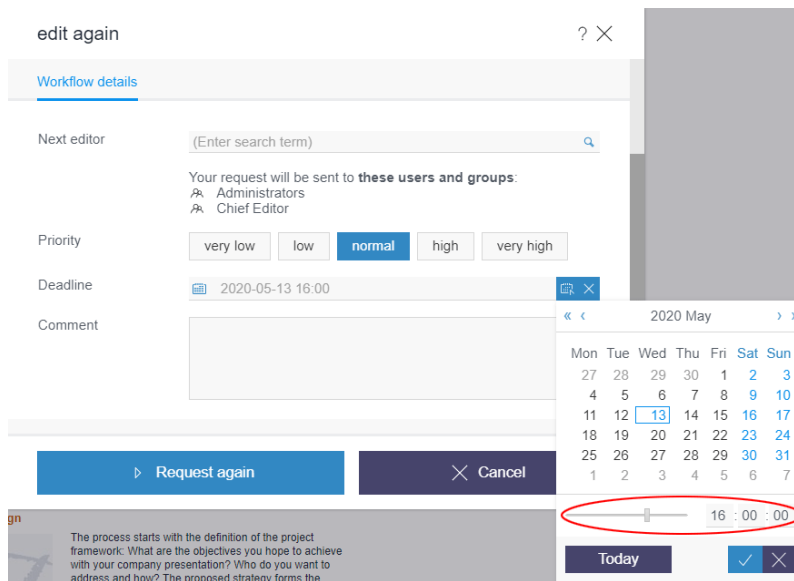 edit again
?
Workflow details
Next editor
(Enter search term)
Your request will be sent to these users and groups:
Administrators
Chief Editor
Priority
very low low normal high very high
Deadline
2020-05-13 16:00
Comment
« ‹ 2020 May › »
Mon Tue Wed Thu Fri Sat Sun
27 28 29 30 1 2 3
4 5 6 7 8 9 10
11 12 13 14 15 16 17
18 19 20 21 22 23 24
25 26 27 28 29 30 31
1 2 3 4 5 6 7
16 : 00 : 00
Today
Request again
Cancel
gn
The process starts with the definition of the project
framework: What are the objectives you hope to achieve
with your company presentation? Who do you want to
address and how? The proposed strategy forms the